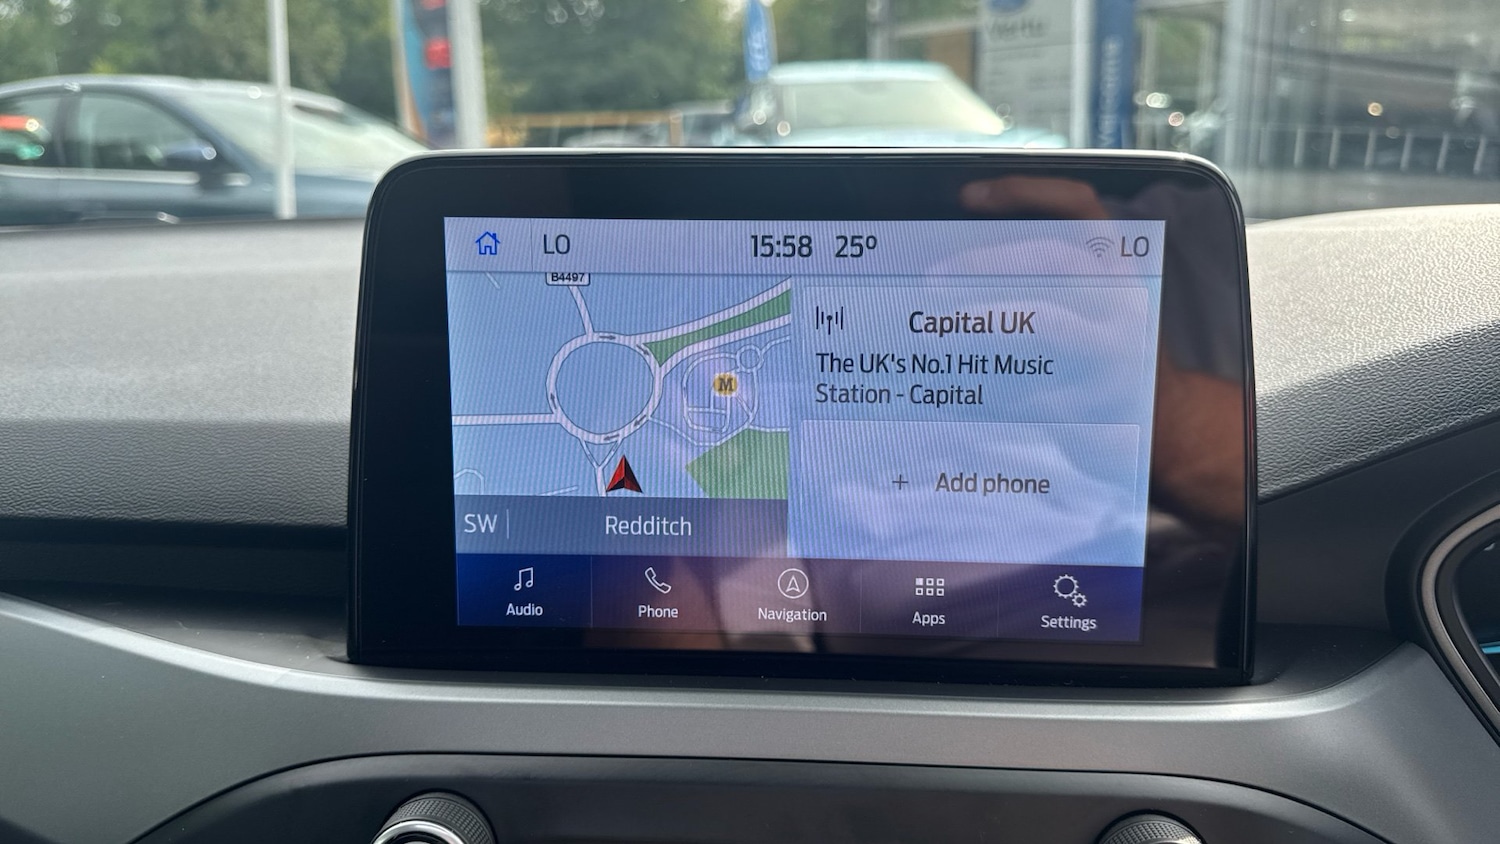 LO
15:58 25º
LO
B4497
M
Capital UK
The UK's No.1 Hit Music
Station - Capital
+ Add phone
SW
Redditch
Audio
Phone
Navigation
Apps
Settings